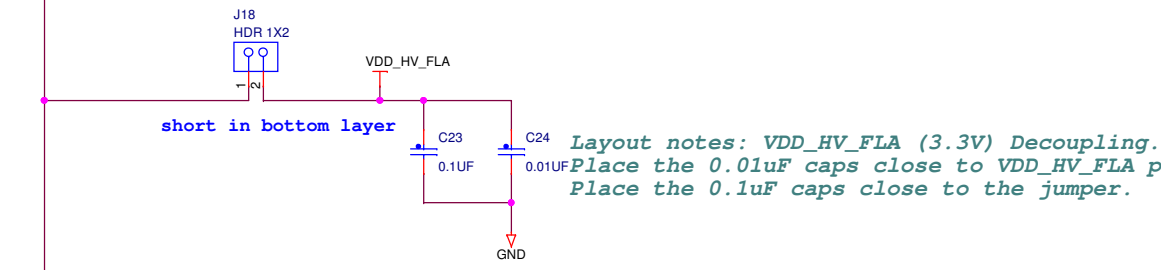 J18
HDR 1X2
1
2
VDD_HV_FLA
short in bottom layer
C23
0.1UF
C24
0.01UF
Layout notes: VDD_HV_FLA (3.3V) Decoupling.
Place the 0.01uF caps close to VDD_HV_FLA p
Place the 0.1uF caps close to the jumper.
GND